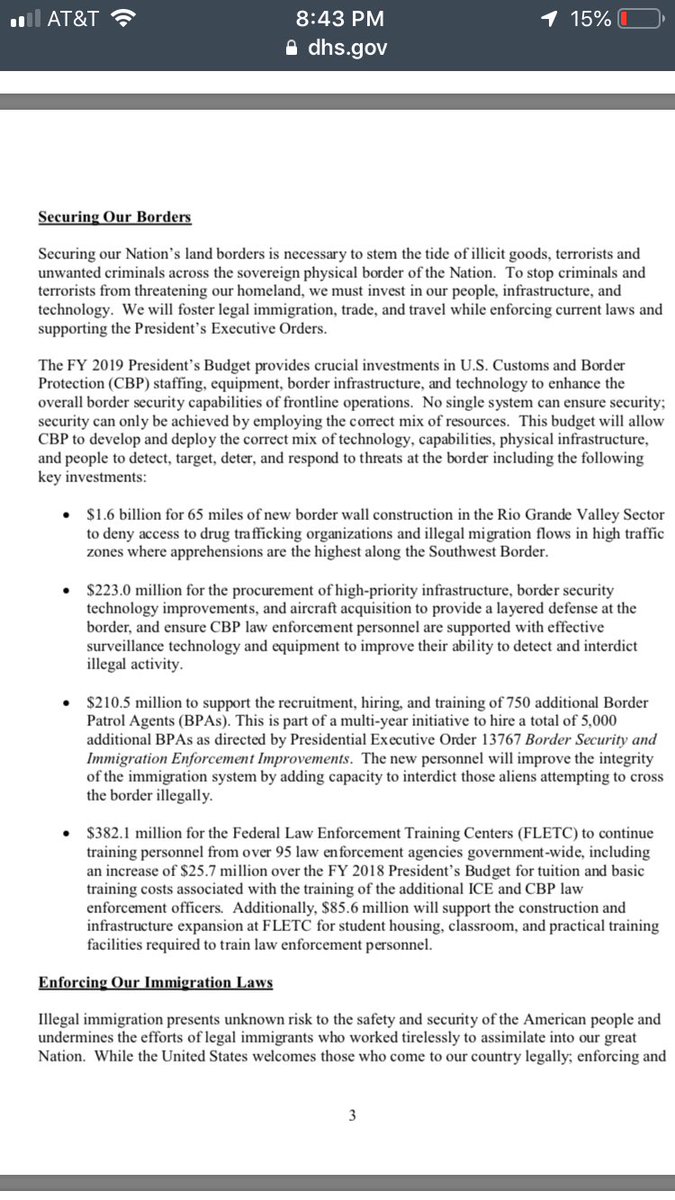 AT&T 8:43 PM 15%
dhs.gov
Securing Our Borders
Securing our Nation’s land borders is necessary to stem the tide of illicit goods, terrorists and
unwanted criminals across the sovereign physical border of the Nation. To stop criminals and
terrorists from threatening our homeland, we must invest in our people, infrastructure, and
technology. We will foster legal immigration, trade, and travel while enforcing current laws and
supporting the President’s Executive Orders.
The FY 2019 President’s Budget provides crucial investments in U.S. Customs and Border
Protection (CBP) staffing, equipment, border infrastructure, and technology to enhance the
overall border security capabilities of frontline operations. No single system can ensure security;
security can only be achieved by employing the correct mix of resources. This budget will allow
CBP to develop and deploy the correct mix of technology, capabilities, physical infrastructure,
and people to detect, target, deter, and respond to threats at the border including the following
key investments:
• $1.6 billion for 65 miles of new border wall construction in the Rio Grande Valley Sector
to deny access to drug trafficking organizations and illegal migration flows in high traffic
zones where apprehensions are the highest along the Southwest Border.
• $223.0 million for the procurement of high-priority infrastructure, border security
technology improvements, and aircraft acquisition to provide a layered defense at the
border, and ensure CBP law enforcement personnel are supported with effective
surveillance technology and equipment to improve their ability to detect and interdict
illegal activity.
• $210.5 million to support the recruitment, hiring, and training of 750 additional Border
Patrol Agents (BPAs). This is part of a multi-year initiative to hire a total of 5,000
additional BPAs as directed by Presidential Executive Order 13767 Border Security and
Immigration Enforcement Improvements. The new personnel will improve the integrity
of the immigration system by adding capacity to interdict those aliens attempting to cross
the border illegally.
• $382.1 million for the Federal Law Enforcement Training Centers (FLETC) to continue
training personnel from over 95 law enforcement agencies government-wide, including
an increase of $25.7 million over the FY 2018 President’s Budget for tuition and basic
training costs associated with the training of the additional ICE and CBP law
enforcement officers. Additionally, $85.6 million will support the construction and
infrastructure expansion at FLETC for student housing, classroom, and practical training
facilities required to train law enforcement personnel.
Enforcing Our Immigration Laws
Illegal immigration presents unknown risk to the safety and security of the American people and
undermines the efforts of legal immigrants who worked tirelessly to assimilate into our great
Nation. While the United States welcomes those who come to our country legally; enforcing and
3